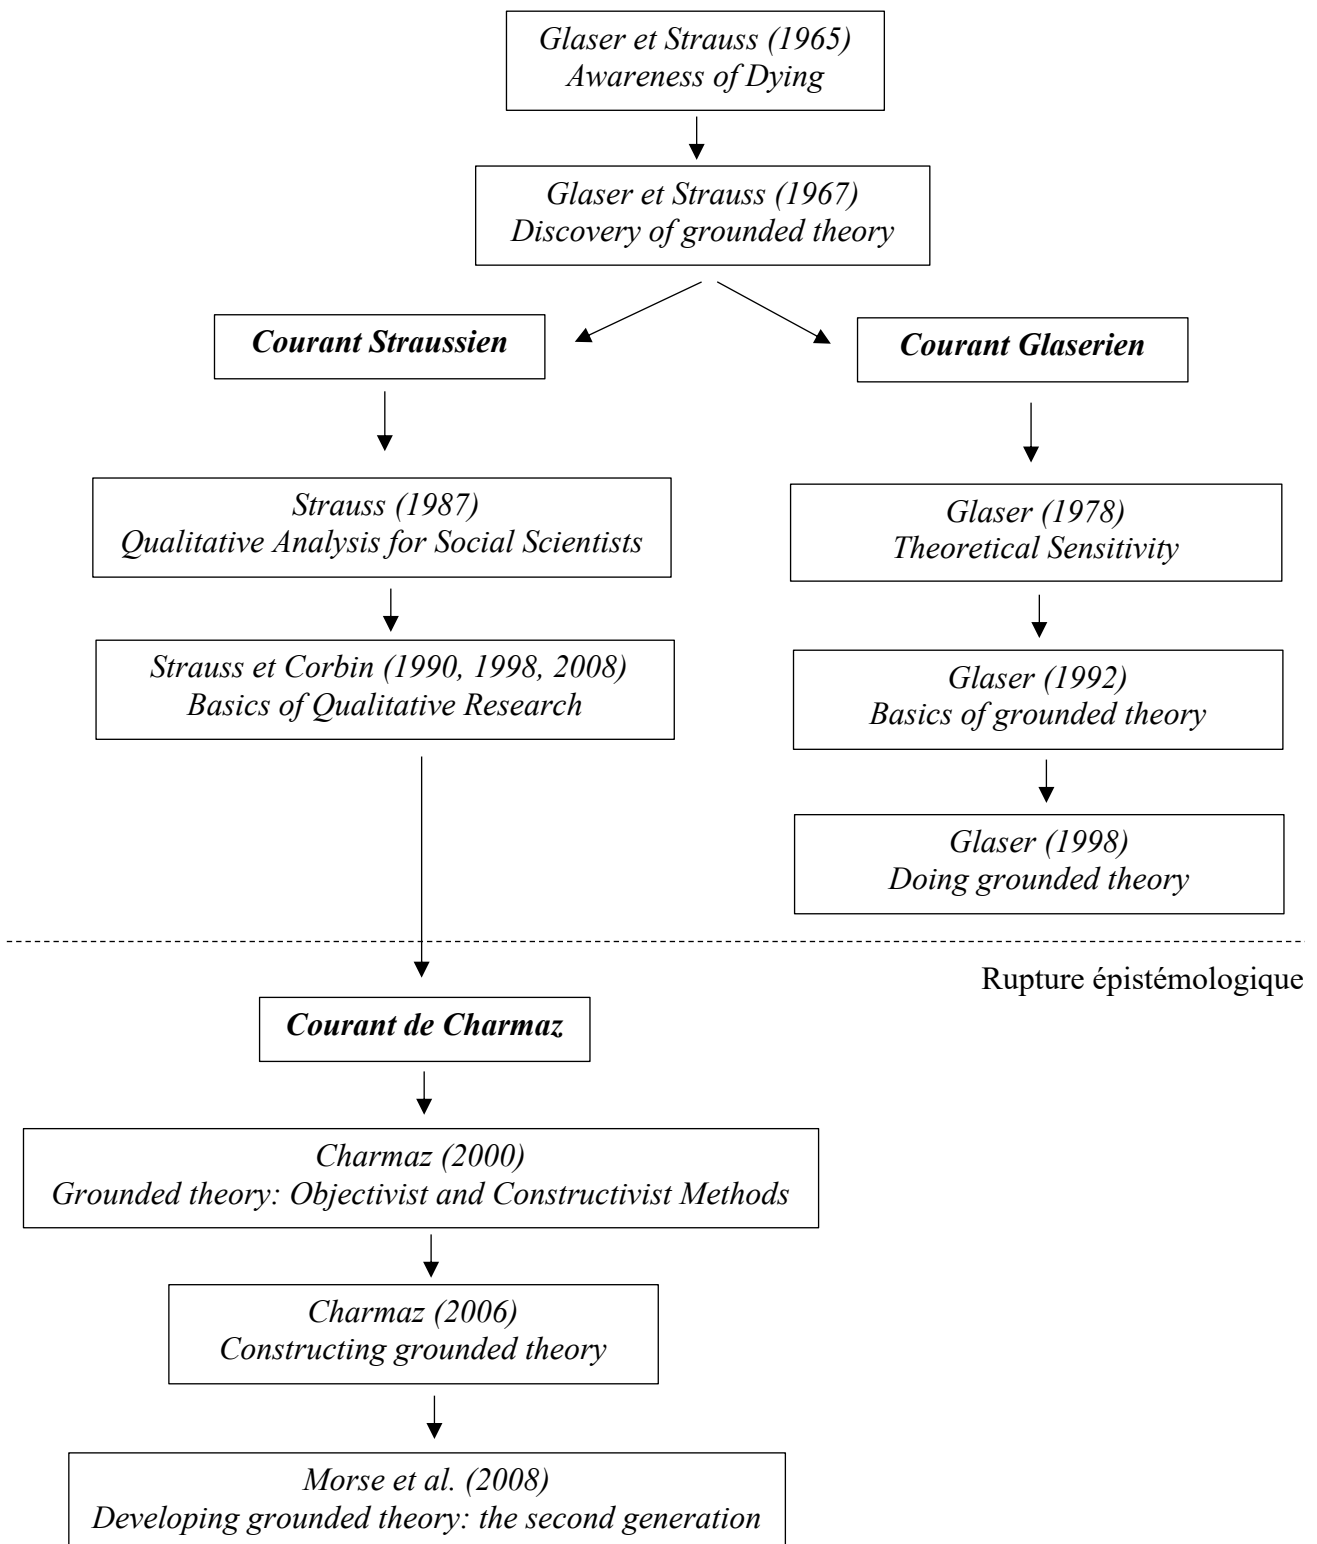 Glaser et Strauss (1965)
Awareness of Dying
Glaser et Strauss (1967)
Discovery of grounded theory
Courant Straussien
Courant Glaserien
Strauss (1987)
Qualitative Analysis for Social Scientists
Glaser (1978)
Theoretical Sensitivity
Strauss et Corbin (1990, 1998, 2008)
Basics of Qualitative Research
Glaser (1992)
Basics of grounded theory
Glaser (1998)
Doing grounded theory
Rupture épistémologique
Courant de Charmaz
Charmaz (2000)
Grounded theory: Objectivist and Constructivist Methods
Charmaz (2006)
Constructing grounded theory
Morse et al. (2008)
Developing grounded theory: the second generation